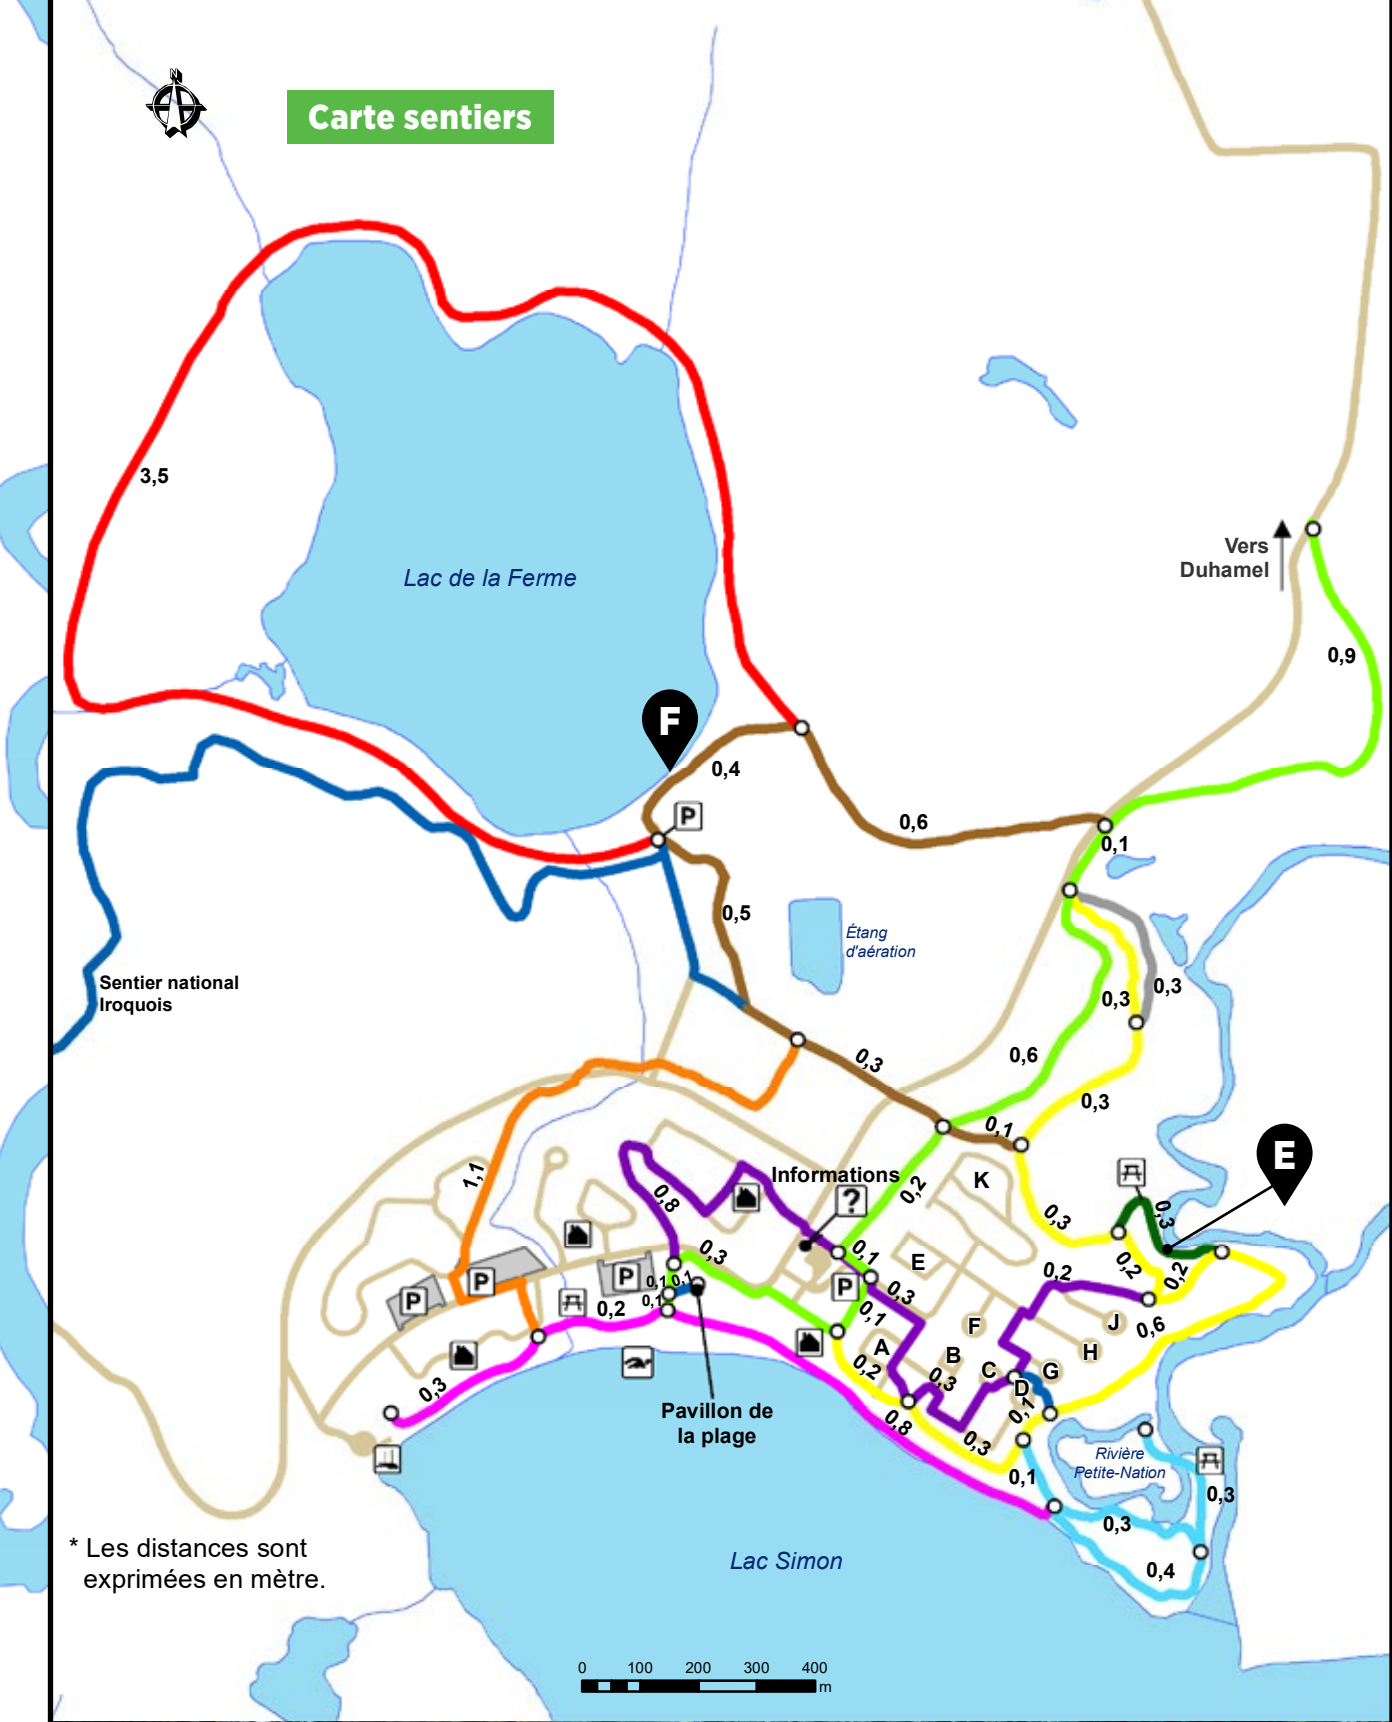 N
Carte sentiers
3,5
Lac de la Ferme
Vers
Duhamel
0,9
F
0,4
P
0,6
0,1
0,5
Étang
d'aération
Sentier national
Iroquois
0,3
0,3
0,6
0,3
0,3
0,1
E
1,1
Informations
K
0,2
0,8
?
0,3
0,3
0,3
0,1
E
0,2
0,2
0,2
P
P
P
P
0,1
0,1
0,1
0,2
0,3
0,1
F
J
0,6
A
B
H
C
G
D
0,2
0,3
0,1
0,3
0,8
0,3
Pavillon de
la plage
0,1
Rivière
Petite-Nation
0,3
0,3
0,4
* Les distances sont
exprimées en mètre.
Lac Simon
0 100 200 300 400
m